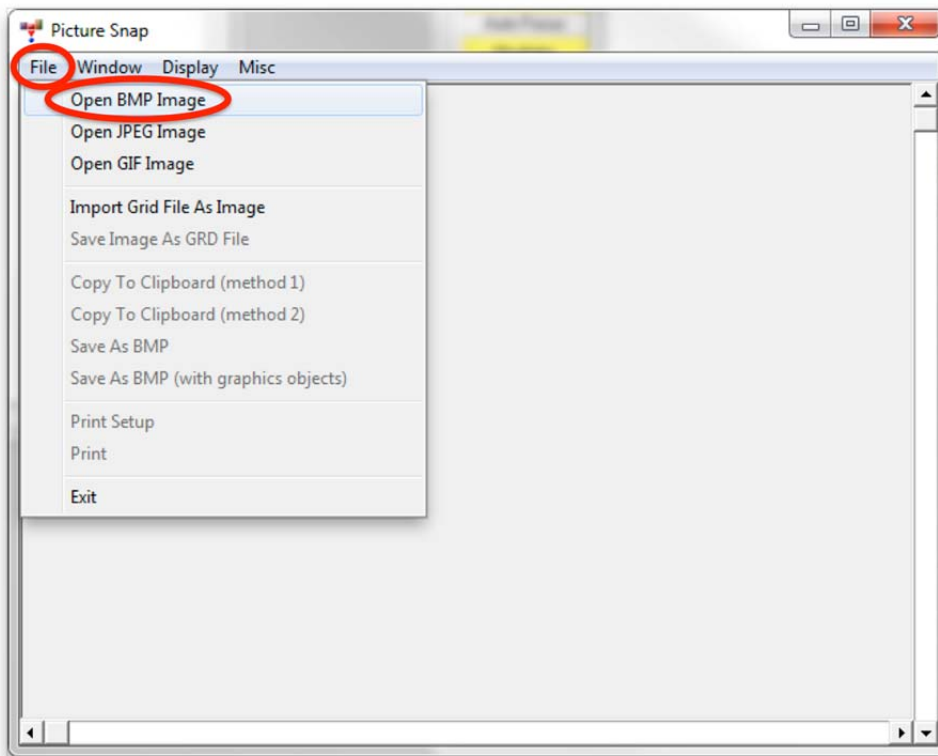 Picture Snap
File Window Display Misc
Open BMP Image
Open JPEG Image
Open GIF Image
Import Grid File As Image
Save Image As GRD File
Copy To Clipboard (method 1)
Copy To Clipboard (method 2)
Save As BMP
Save As BMP (with graphics objects)
Print Setup
Print
Exit